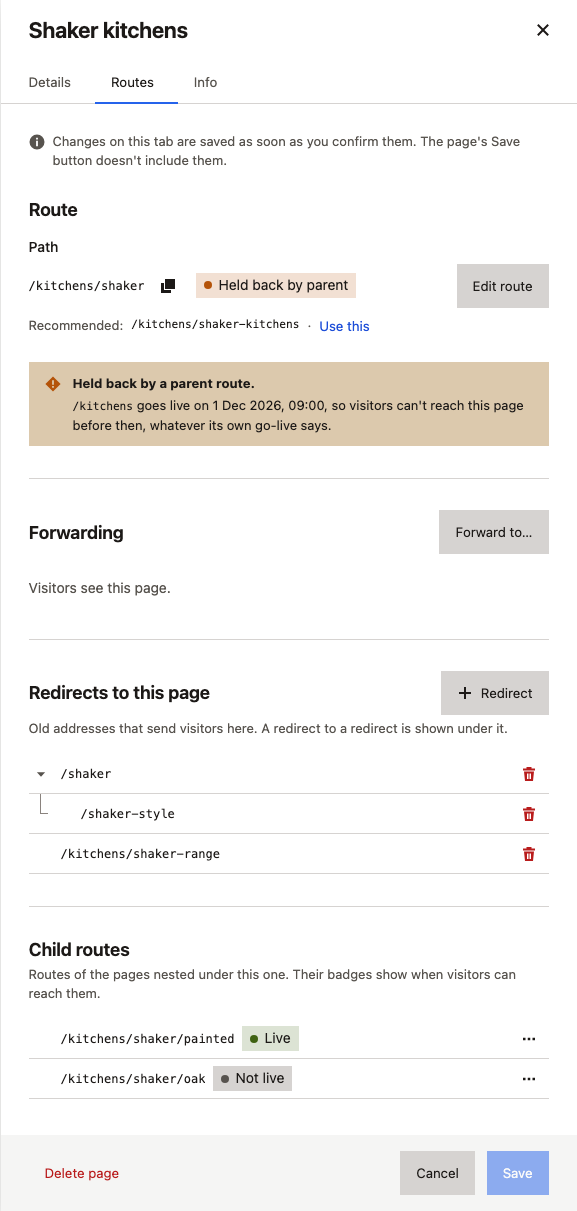 Shaker kitchens
Details Routes Info
Changes on this tab are saved as soon as you confirm them. The page's Save
button doesn't include them.
Route
Path
/kitchens/shaker Held back by parent Edit route
Recommended: /kitchens/shaker-kitchens · Use this
Held back by a parent route.
/kitchens goes live on 1 Dec 2026, 09:00, so visitors can't reach this page
before then, whatever its own go-live says.
Forwarding Forward to...
Visitors see this page.
Redirects to this page + Redirect
Old addresses that send visitors here. A redirect to a redirect is shown under it.
/shaker
/shaker-style
/kitchens/shaker-range
Child routes
Routes of the pages nested under this one. Their badges show when visitors can
reach them.
/kitchens/shaker/painted Live
/kitchens/shaker/oak Not live
Delete page Cancel Save